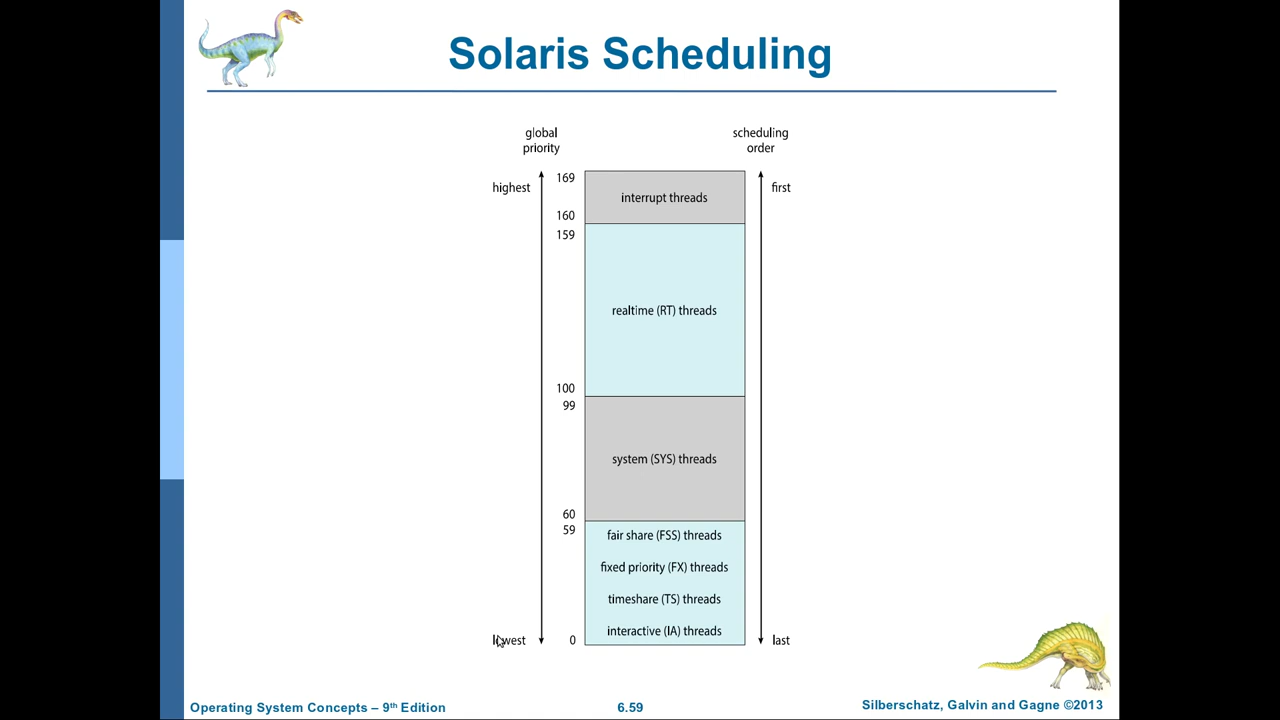 Solaris Scheduling
global
priority
scheduling
order
highest
169
interrupt threads
first
160
159
realtime (RT) threads
100
99
system (SYS) threads
60
59
fair share (FSS) threads
fixed priority (FX) threads
timeshare (TS) threads
interactive (IA) threads
lowest
0
last
Operating System Concepts – 9th Edition
6.59
Silberschatz, Galvin and Gagne ©2013